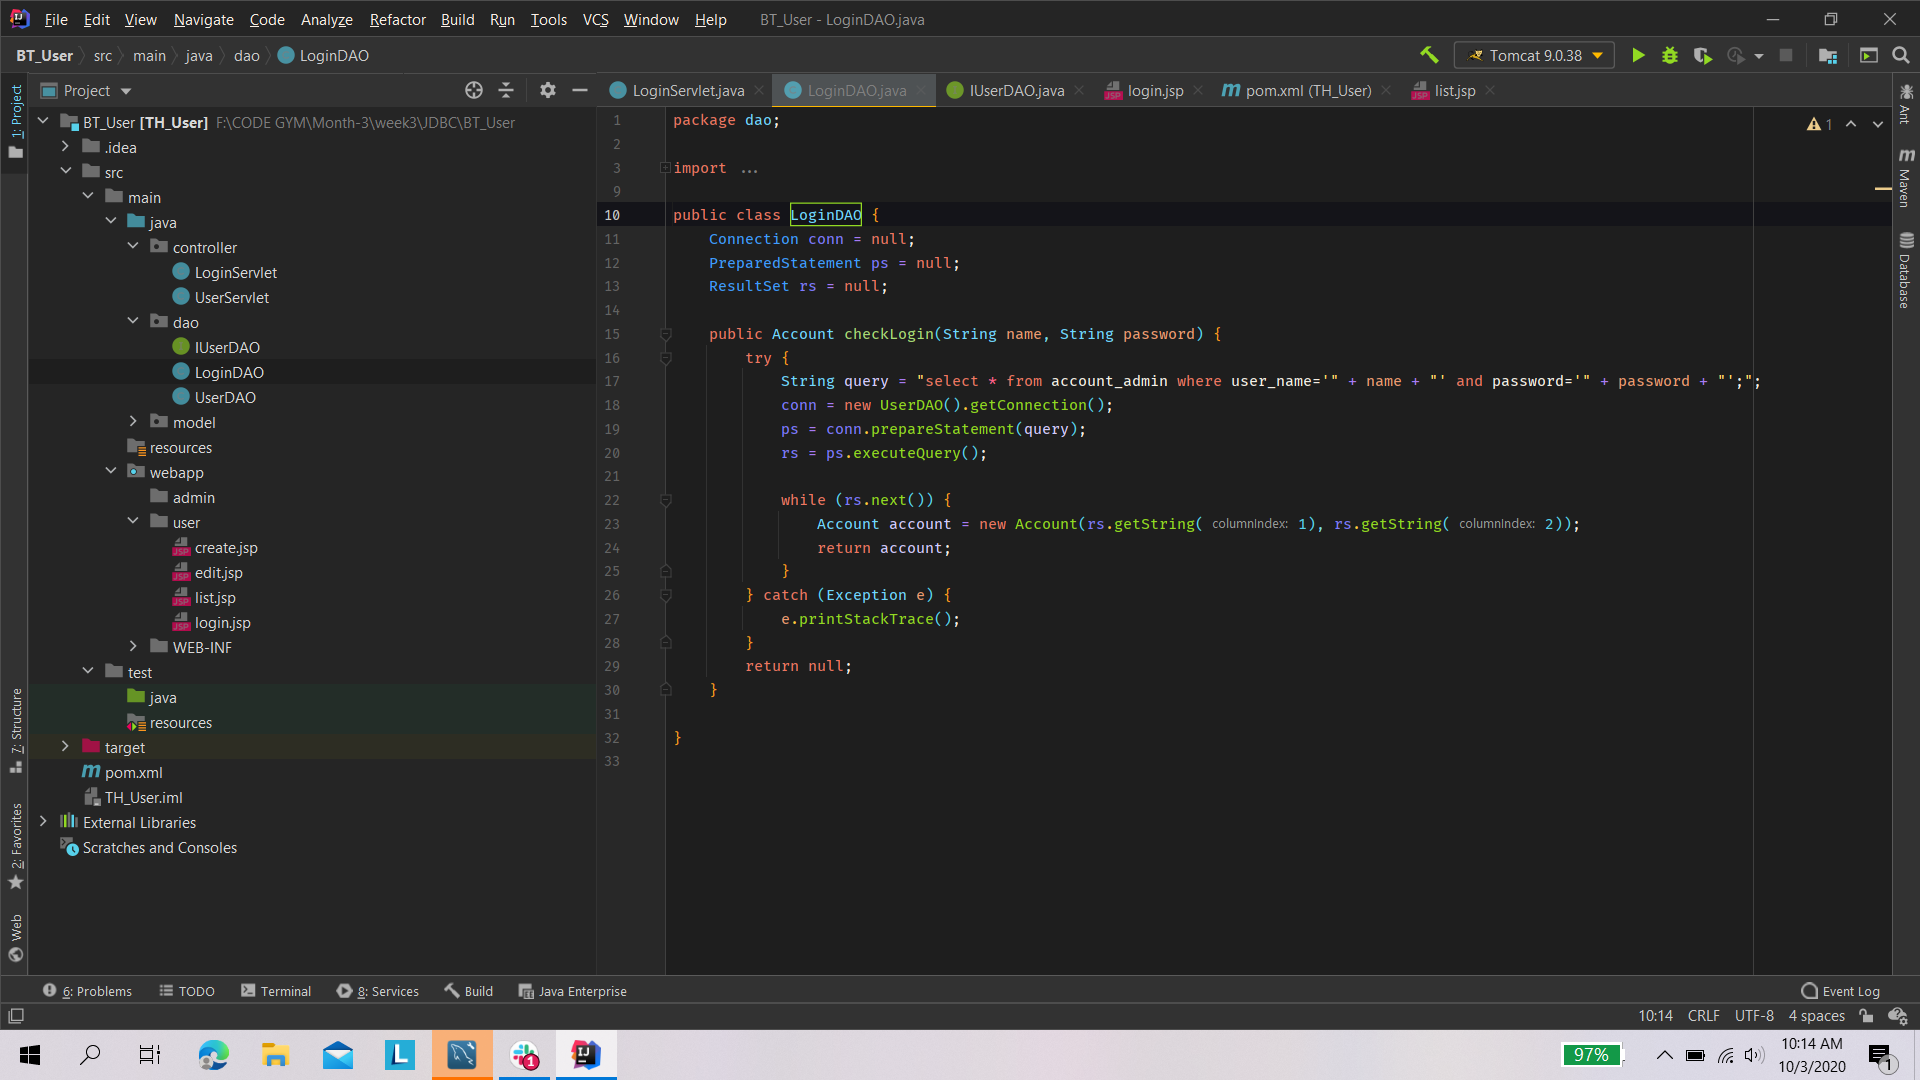 File Edit View Navigate Code Analyze Refactor Build Run Tools VCS Window Help BT_User - LoginDAO.java
BT_User src main java dao LoginDAO Tomcat 9.0.38
Project
LoginServlet.java LoginDAO.java IUserDAO.java login.jsp pom.xml (TH_User) list.jsp
1: Project
7: Structure
2: Favorites
Web
BT_User [TH_User] F:\CODE GYM\Month-3\week3\JDBC\BT_User
.idea
src
main
java
controller
LoginServlet
UserServlet
dao
IUserDAO
LoginDAO
UserDAO
model
resources
webapp
admin
user
JSP create.jsp
JSP edit.jsp
JSP list.jsp
JSP login.jsp
WEB-INF
test
java
resources
target
pom.xml
TH_User.iml
External Libraries
Scratches and Consoles
1 package dao;
2
3 import ...
9
10 public class LoginDAO {
11 Connection conn = null;
12 PreparedStatement ps = null;
13 ResultSet rs = null;
14
15 public Account checkLogin(String name, String password) {
16 try {
17 String query = "select * from account_admin where user_name='" + name + "' and password='" + password + "';";
18 conn = new UserDAO().getConnection();
19 ps = conn.prepareStatement(query);
20 rs = ps.executeQuery();
21
22 while (rs.next()) {
23 Account account = new Account(rs.getString( columnIndex: 1), rs.getString( columnIndex: 2));
24 return account;
25 }
26 } catch (Exception e) {
27 e.printStackTrace();
28 }
29 return null;
30 }
31
32 }
33
1
Ant
Maven
Database
6: Problems TODO Terminal 8: Services Build Java Enterprise Event Log
10:14 CRLF UTF-8 4 spaces
97%
10:14 AM
10/3/2020
1
1